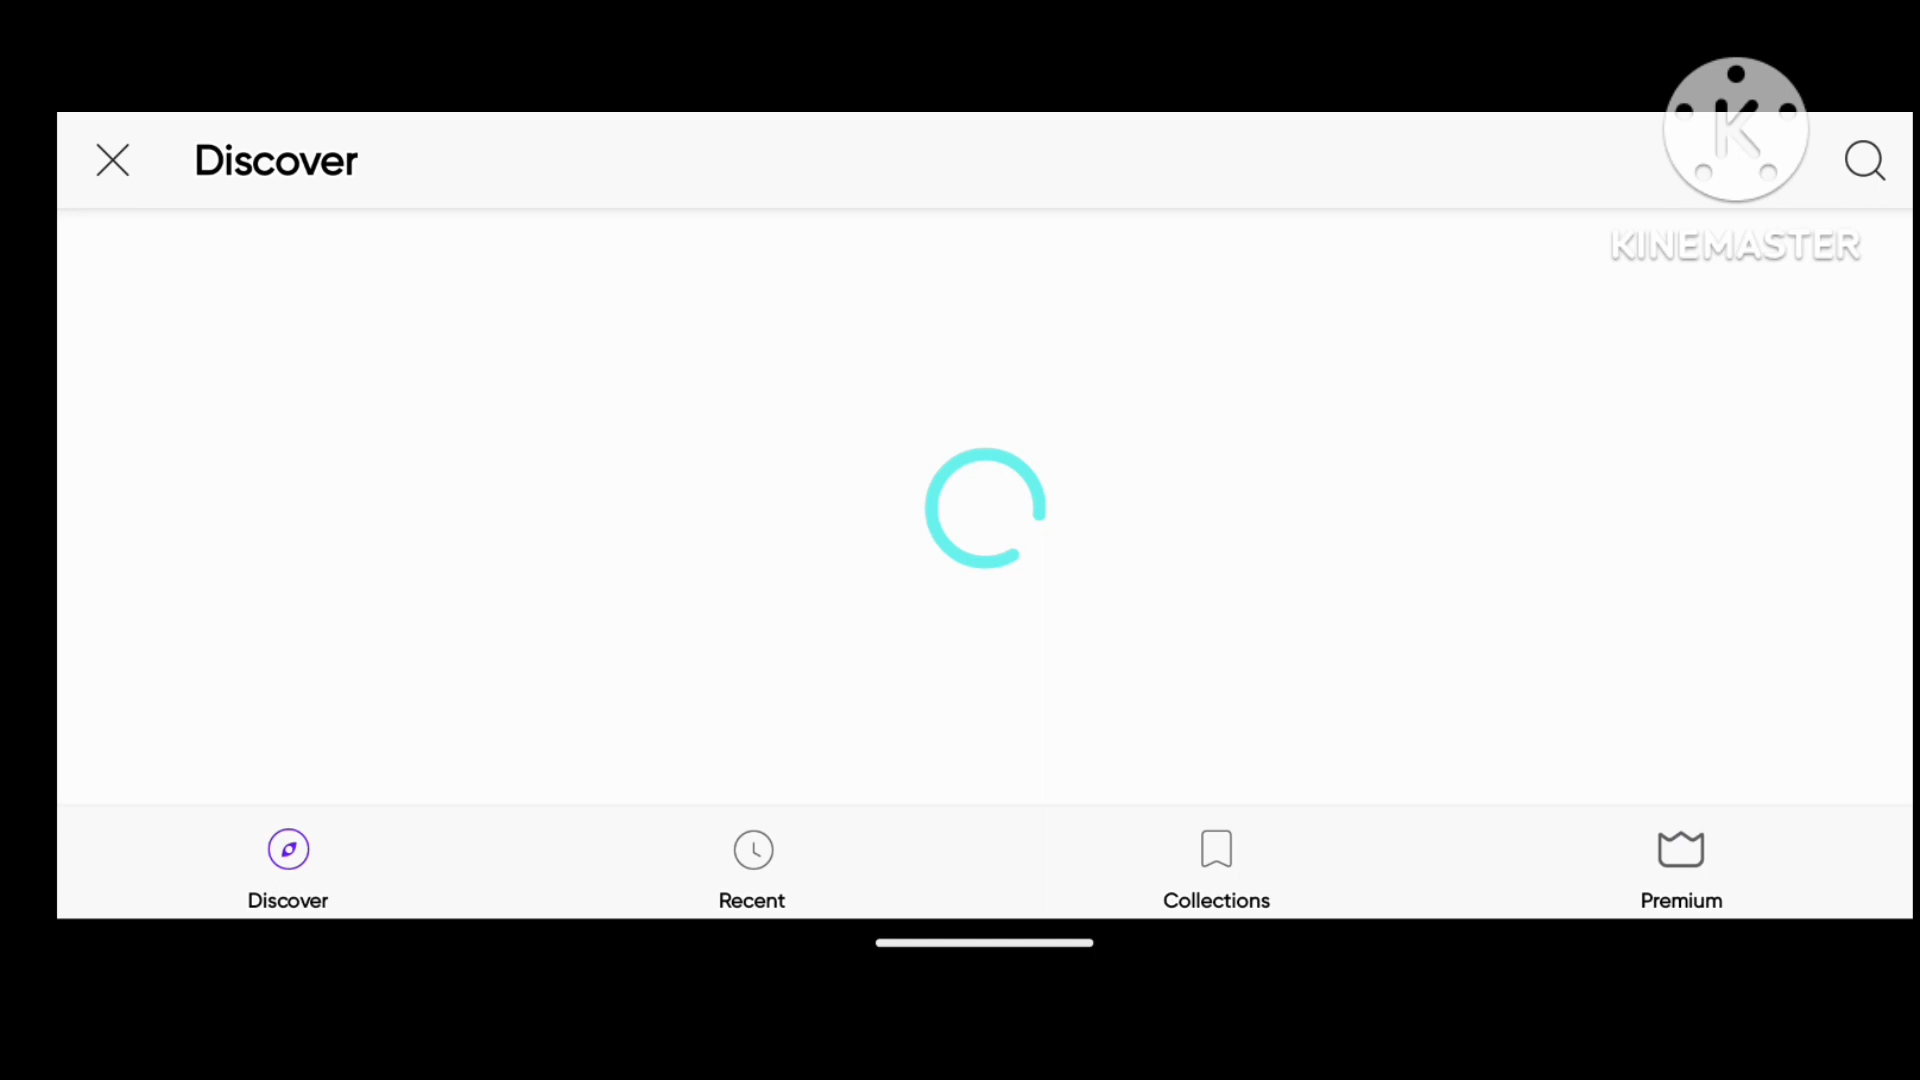 Discover
K
KINEMASTER
Discover
Recent
Collections
Premium